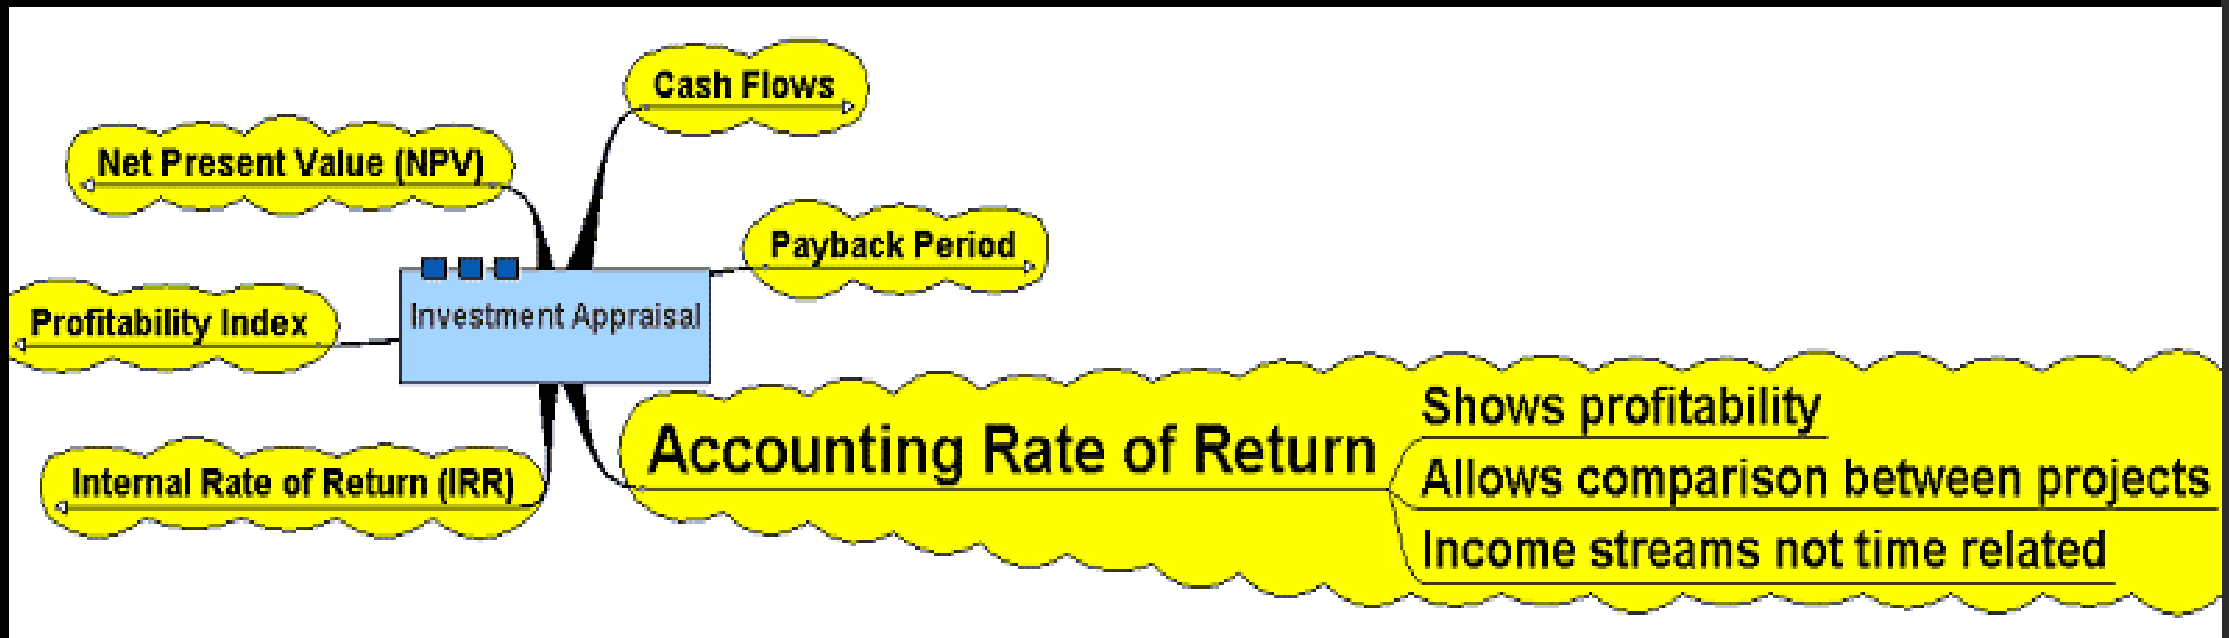 Cash Flows
Net Present Value (NPV)
Payback Period
Investment Appraisal
Profitability Index
Accounting Rate of Return
Shows profitability
Allows comparison between projects
Income streams not time related
Internal Rate of Return (IRR)